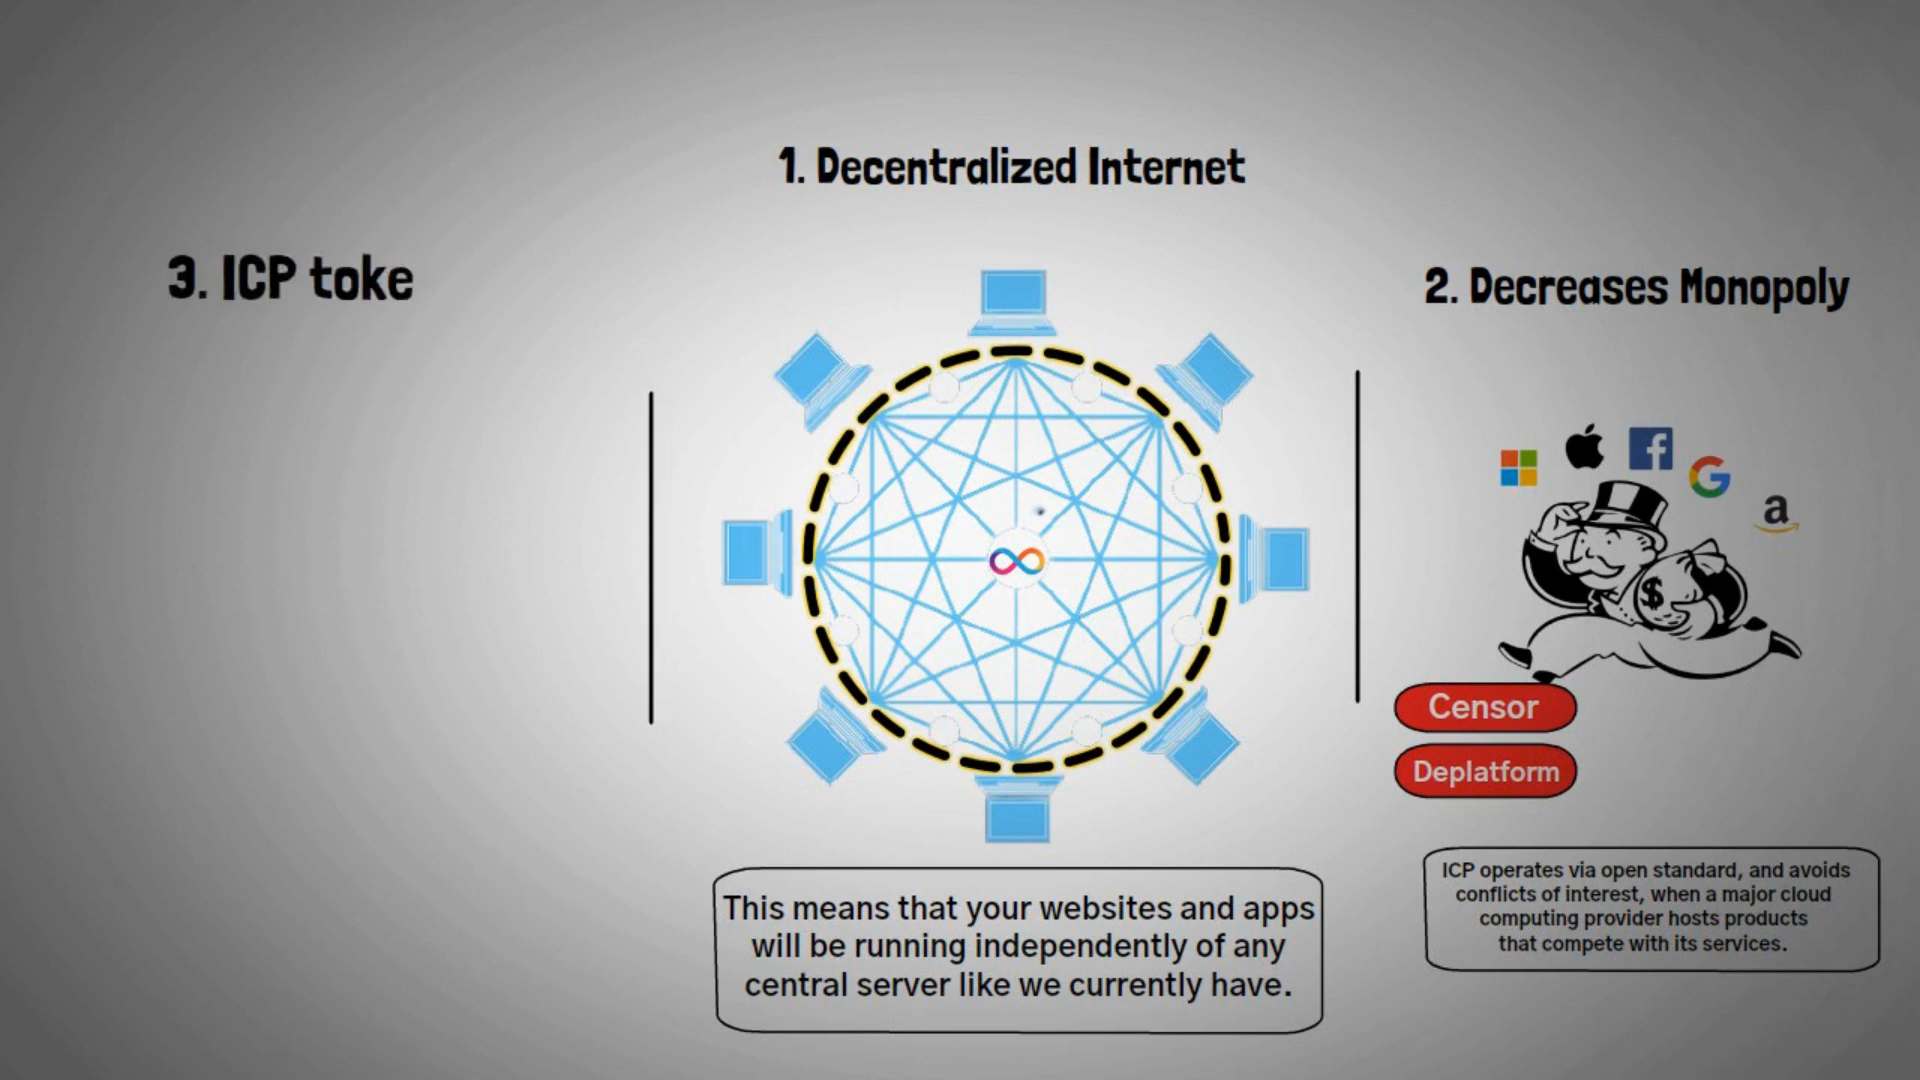 1. Decentralized Internet
3. ICP toke
2. Decreases Monopoly
a
$
Censor
Deplatform
This means that your websites and apps
will be running independently of any
central server like we currently have.
ICP operates via open standard, and avoids
conflicts of interest, when a major cloud
computing provider hosts products
that compete with its services.